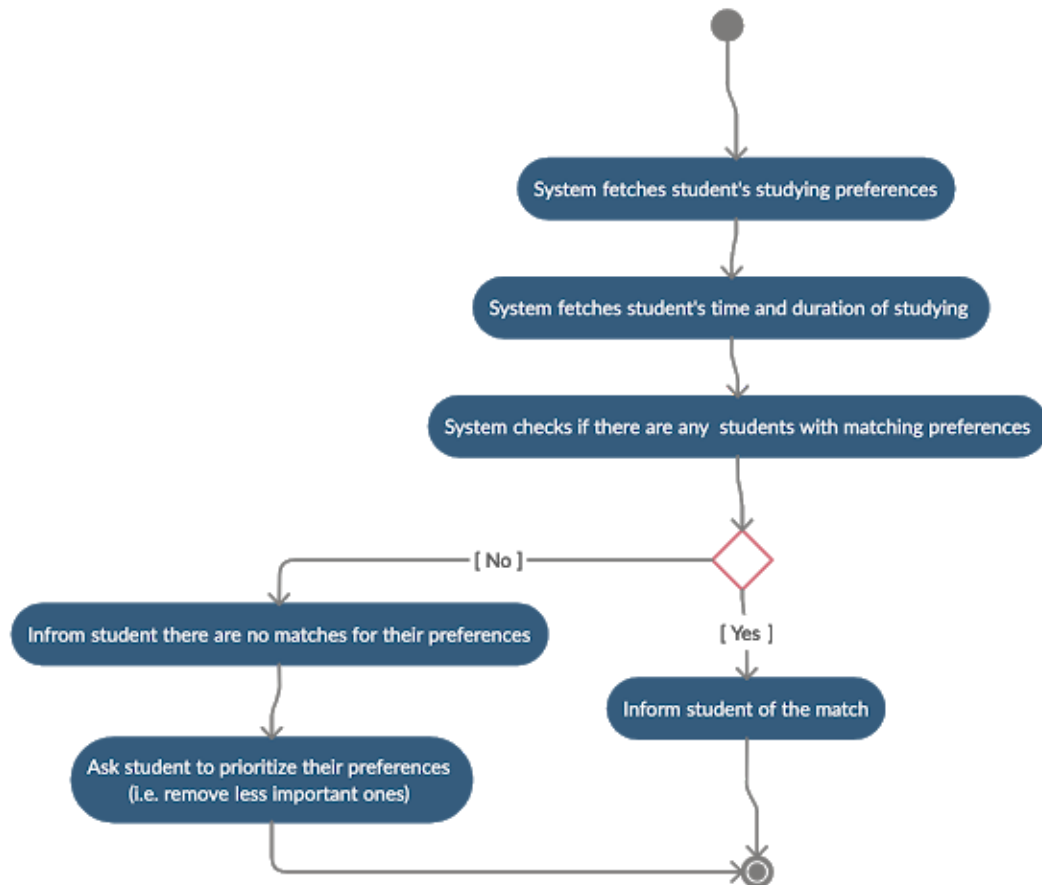 System fetches student's studying preferences
System fetches student's time and duration of studying
System checks if there are any  students with matching preferences
[ No ]
[ Yes ]
Infrom student there are no matches for their preferences
Inform student of the match
Ask student to prioritize their preferences
(i.e. remove less important ones)